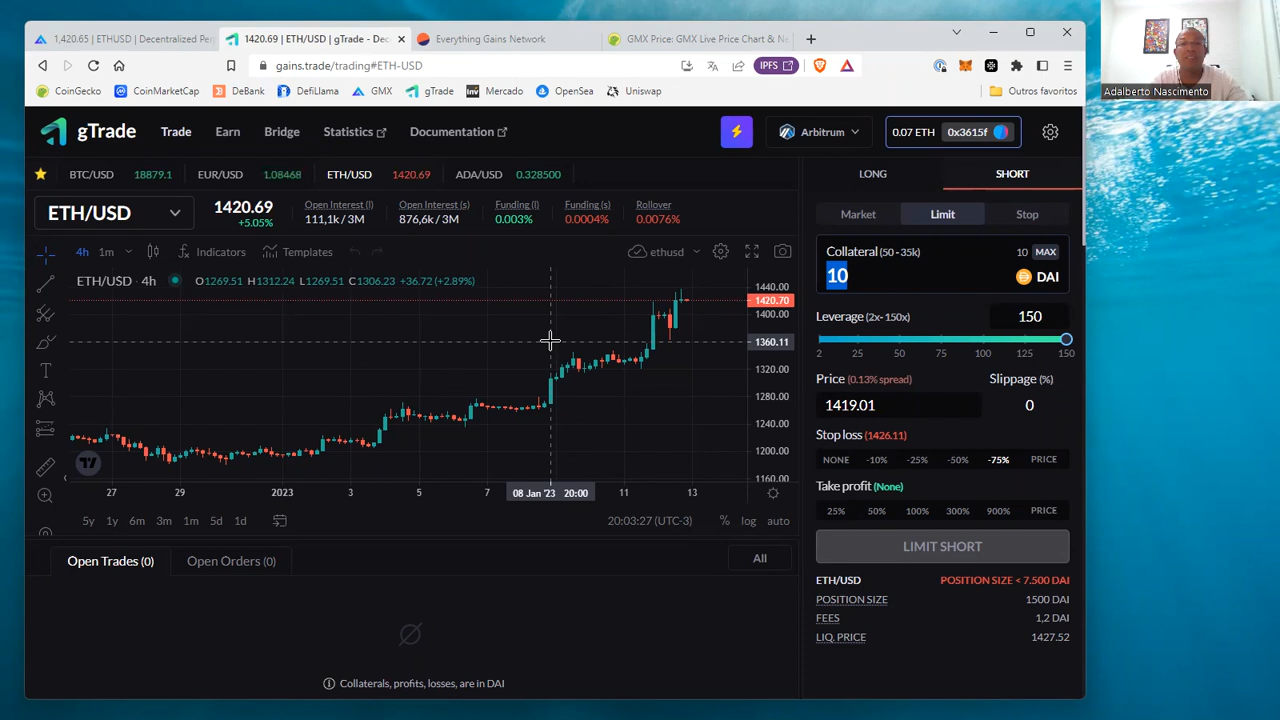 1,420.65 | ETHUSD | Decentralized Per
1420.69 | ETH/USD | gTrade - Dec
Everything Gains Network
GMX Price: GMX Live Price Chart & Ne
gains.trade/trading#ETH-USD
IPFS
CoinGecko
CoinMarketCap
DeBank
DefiLlama
GMX
gTrade
Mercado
OpenSea
Uniswap
Outros favoritos
Adalberto Nascimento
gTrade
Trade
Earn
Bridge
Statistics
Documentation
Arbitrum
0.07 ETH
0x3615f
BTC/USD 18879.1
EUR/USD 1.08468
ETH/USD 1420.69
ADA/USD 0.328500
LONG
SHORT
ETH/USD
1420.69
+5.05%
Open Interest (l)
111,1k / 3M
Open Interest (s)
876,6k / 3M
Funding (l)
0.003%
Funding (s)
0.0004%
Rollover
0.0076%
Market
Limit
Stop
4h
1m
Indicators
Templates
ethusd
Collateral (50 - 35k)
10 MAX
10
DAI
ETH/USD · 4h
O1269.51 H1312.24 L1269.51 C1306.23 +36.72 (+2.89%)
1440.00
1420.70
1400.00
1360.11
1320.00
1280.00
1240.00
1200.00
1160.00
Leverage (2x- 150x)
150
2 25 50 75 100 125 150
Price (0.13% spread)
Slippage (%)
1419.01
0
Stop loss (1426.11)
NONE -10% -25% -50% -75% PRICE
Take profit (None)
25% 50% 100% 300% 900% PRICE
27 29 2023 3 5 7 08 Jan '23 20:00 11 13
5y 1y 6m 3m 1m 5d 1d
20:03:27 (UTC-3)
% log auto
LIMIT SHORT
Open Trades (0)
Open Orders (0)
All
ETH/USD
POSITION SIZE < 7.500 DAI
POSITION SIZE
1500 DAI
FEES
1,2 DAI
LIQ. PRICE
1427.52
Collaterals, profits, losses, are in DAI